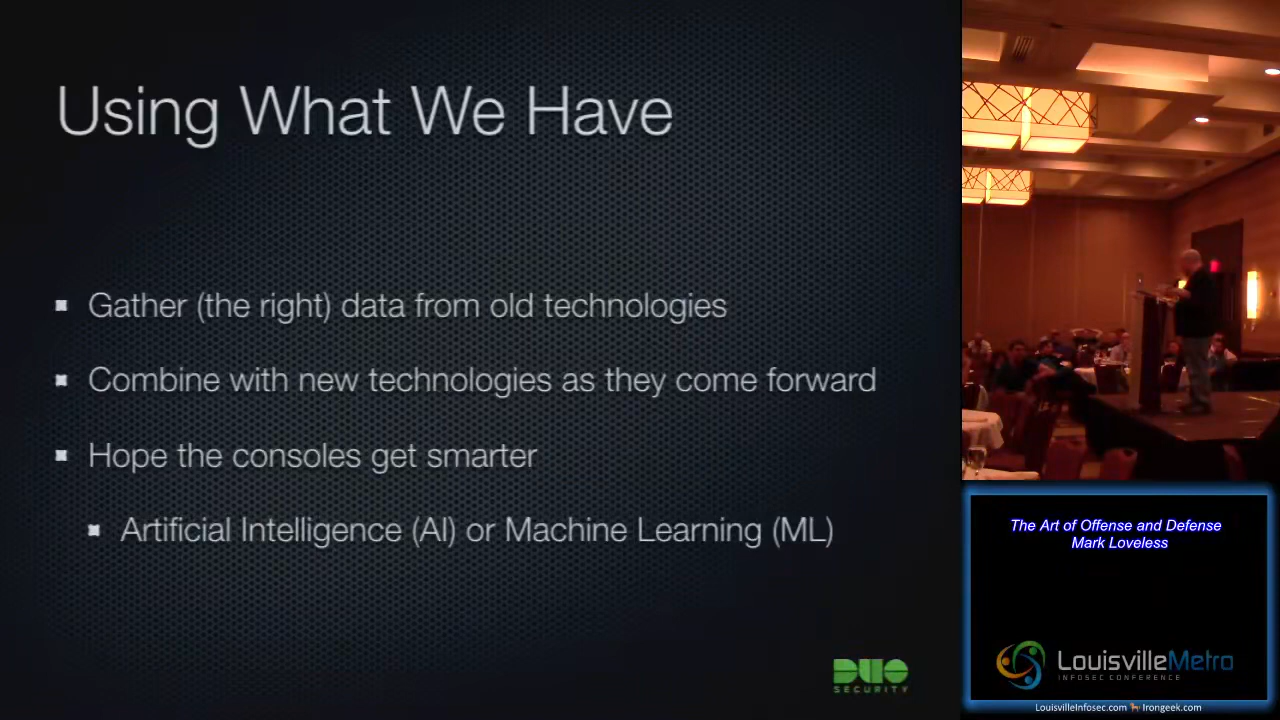 Using What We Have
Gather (the right) data from old technologies
Combine with new technologies as they come forward
Hope the consoles get smarter
Artificial Intelligence (AI) or Machine Learning (ML)
DUO
SECURITY
The Art of Offense and Defense
Mark Loveless
LouisvilleMetro
INFOSEC CONFERENCE
LouisvilleInfosec.com Irongeek.com